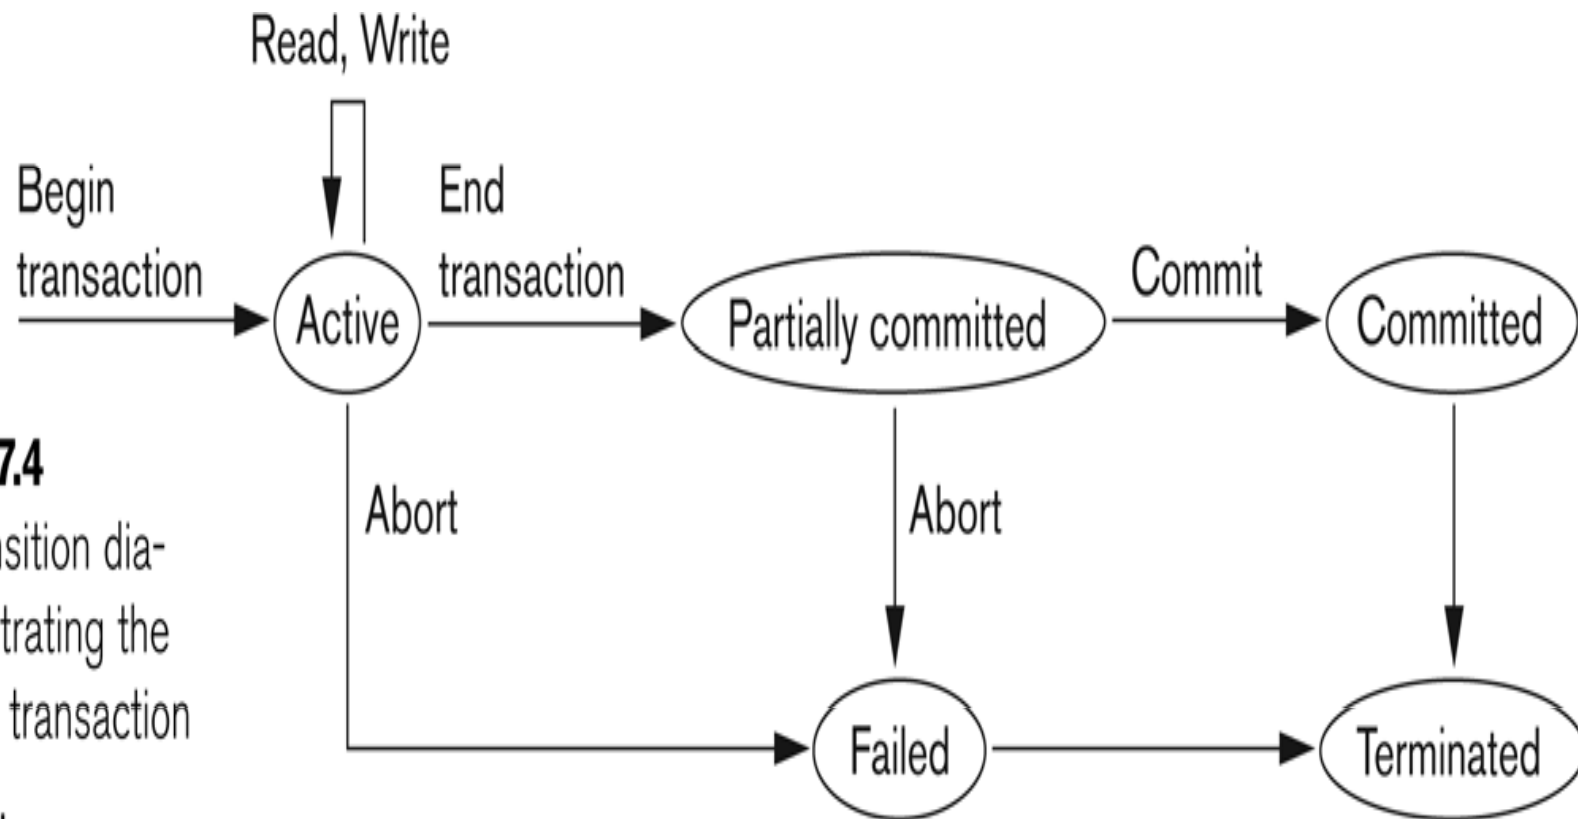 Read, Write
Begin
transaction
End
transaction
Active
Partially committed
Commit
Committed
7.4
Abort
Abort
sition dia-
trating the
transaction
Failed
Terminated